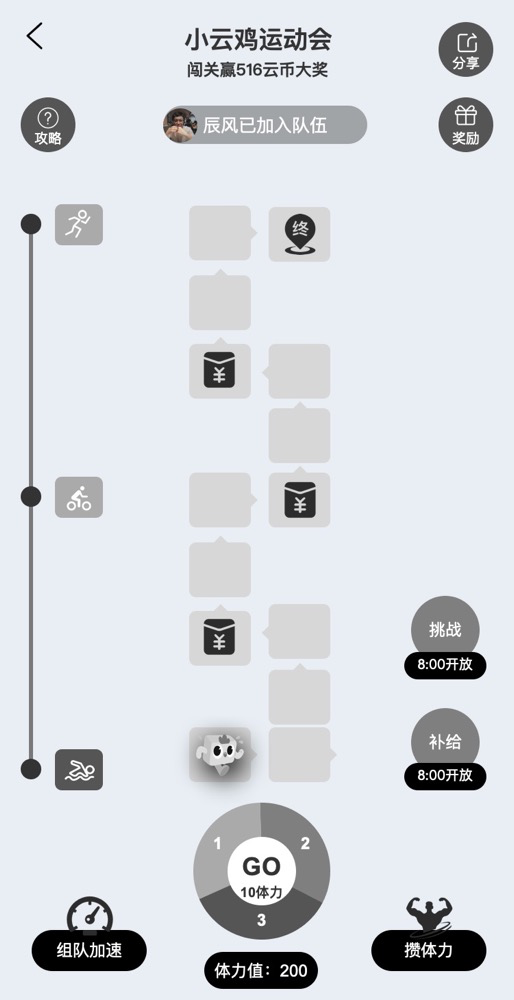 小云鸡运动会
闯关赢516云币大奖
分享
攻略
辰风已加入队伍
奖励
终
¥
¥
¥
挑战
8:00开放
补给
8:00开放
1
2
GO
10体力
3
组队加速
攒体力
体力值：200